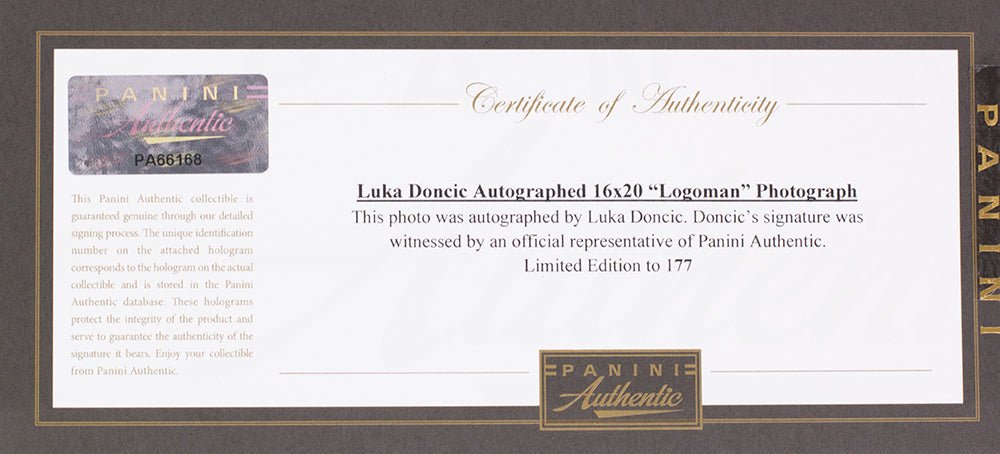 PANINI
Authentic
PA66168
This Panini Authentic collectible is
guaranteed genuine through our detailed
signing process. The unique identification
number on the attached hologram
corresponds to the hologram on the actual
collectible and is stored in the Panini
Authentic database. These holograms
protect the integrity of the product and
serve to guarantee the authenticity of the
signature it bears. Enjoy your collectible
from Panini Authentic.
Certificate of Authenticity
Luka Doncic Autographed 16x20 “Logoman” Photograph
This photo was autographed by Luka Doncic. Doncic’s signature was
witnessed by an official representative of Panini Authentic.
Limited Edition to 177
PANINI
Authentic
PANINI